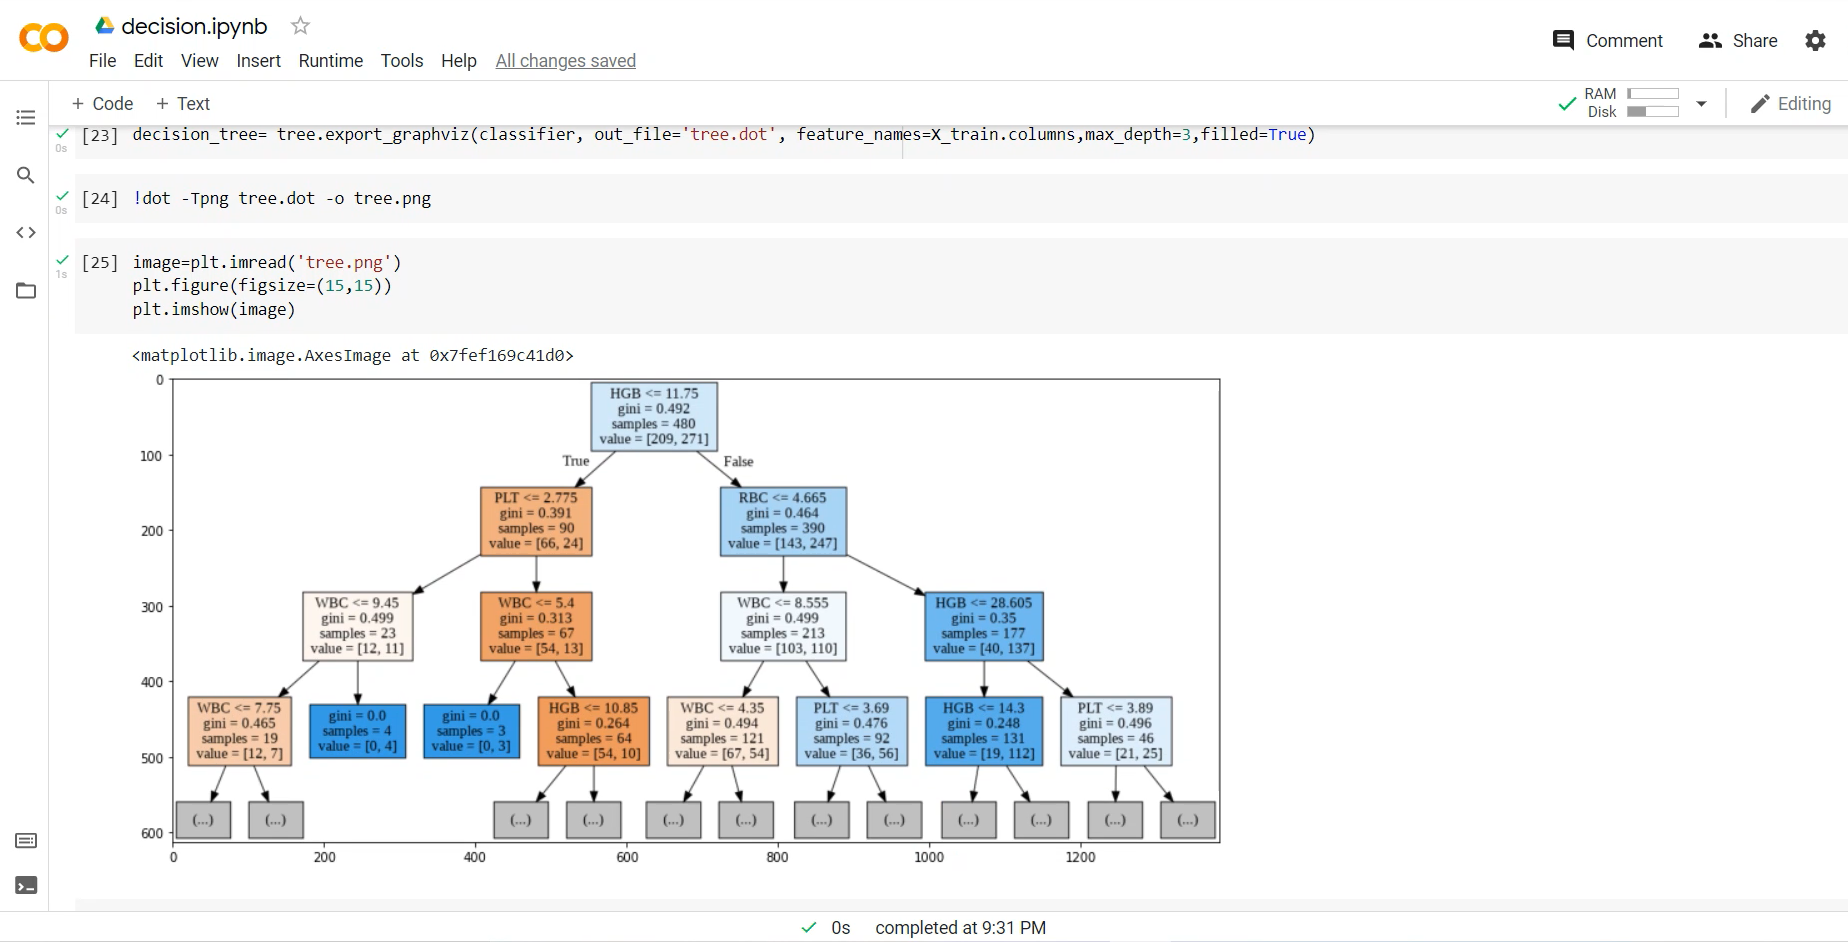 decision.ipynb
File Edit View Insert Runtime Tools Help All changes saved
Comment
Share
+ Code + Text
RAM
Disk
Editing
[23] decision_tree= tree.export_graphviz(classifier, out_file='tree.dot', feature_names=X_train.columns,max_depth=3,filled=True)
0s
[24] !dot -Tpng tree.dot -o tree.png
0s
[25] image=plt.imread('tree.png')
1s
plt.figure(figsize=(15,15))
plt.imshow(image)
<matplotlib.image.AxesImage at 0x7fef169c41d0>
0
100
200
300
400
500
600
HGB <= 11.75
gini = 0.492
samples = 480
value = [209, 271]
True
False
PLT <= 2.775
gini = 0.391
samples = 90
value = [66, 24]
RBC <= 4.665
gini = 0.464
samples = 390
value = [143, 247]
WBC <= 9.45
gini = 0.499
samples = 23
value = [12, 11]
WBC <= 5.4
gini = 0.313
samples = 67
value = [54, 13]
WBC <= 8.555
gini = 0.499
samples = 213
value = [103, 110]
HGB <= 28.605
gini = 0.35
samples = 177
value = [40, 137]
WBC <= 7.75
gini = 0.465
samples = 19
value = [12, 7]
gini = 0.0
samples = 4
value = [0, 4]
gini = 0.0
samples = 3
value = [0, 3]
HGB <= 10.85
gini = 0.264
samples = 64
value = [54, 10]
WBC <= 4.35
gini = 0.494
samples = 121
value = [67, 54]
PLT <= 3.69
gini = 0.476
samples = 92
value = [36, 56]
HGB <= 14.3
gini = 0.248
samples = 131
value = [19, 112]
PLT <= 3.89
gini = 0.496
samples = 46
value = [21, 25]
(...) (...) (...) (...) (...) (...) (...) (...) (...) (...) (...) (...)
0 200 400 600 800 1000 1200
0s completed at 9:31 PM